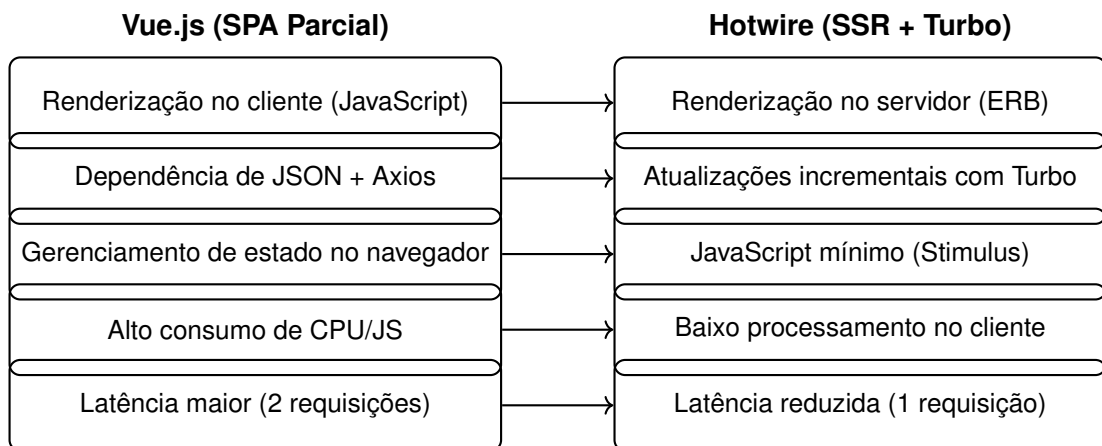 Vue.js (SPA Parcial)
Hotwire (SSR + Turbo)
Renderização no cliente (JavaScript)
Renderização no servidor (ERB)
Dependência de JSON + Axios
Atualizações incrementais com Turbo
Gerenciamento de estado no navegador
JavaScript mínimo (Stimulus)
Alto consumo de CPU/JS
Baixo processamento no cliente
Latência maior (2 requisições)
Latência reduzida (1 requisição)